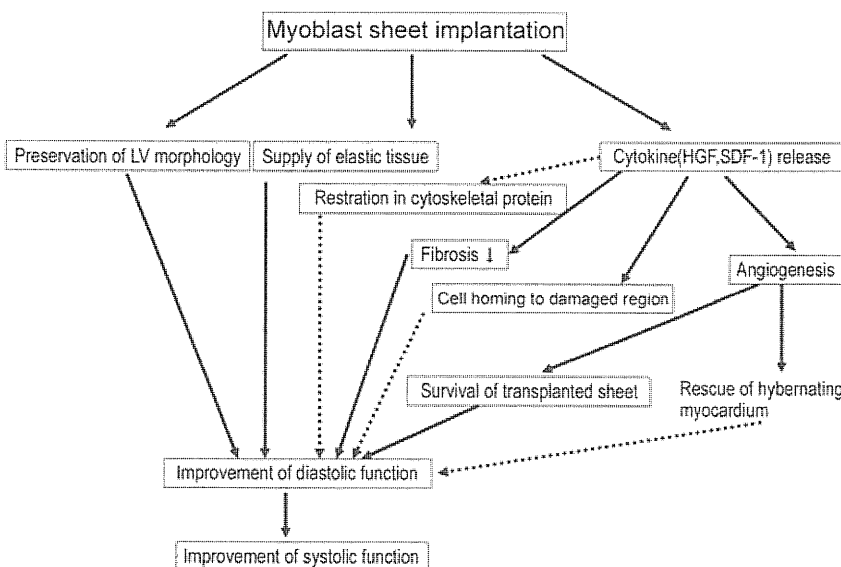 Myoblast sheet implantation
Preservation of LV morphology
Supply of elastic tissue
Cytokine(HGF,SDF-1) release
Restration in cytoskeletal protein
Fibrosis ↓
Angiogenesis
Cell homing to damaged region
Survival of transplanted sheet
Rescue of hybernating
myocardium
Improvement of diastolic function
Improvement of systolic function